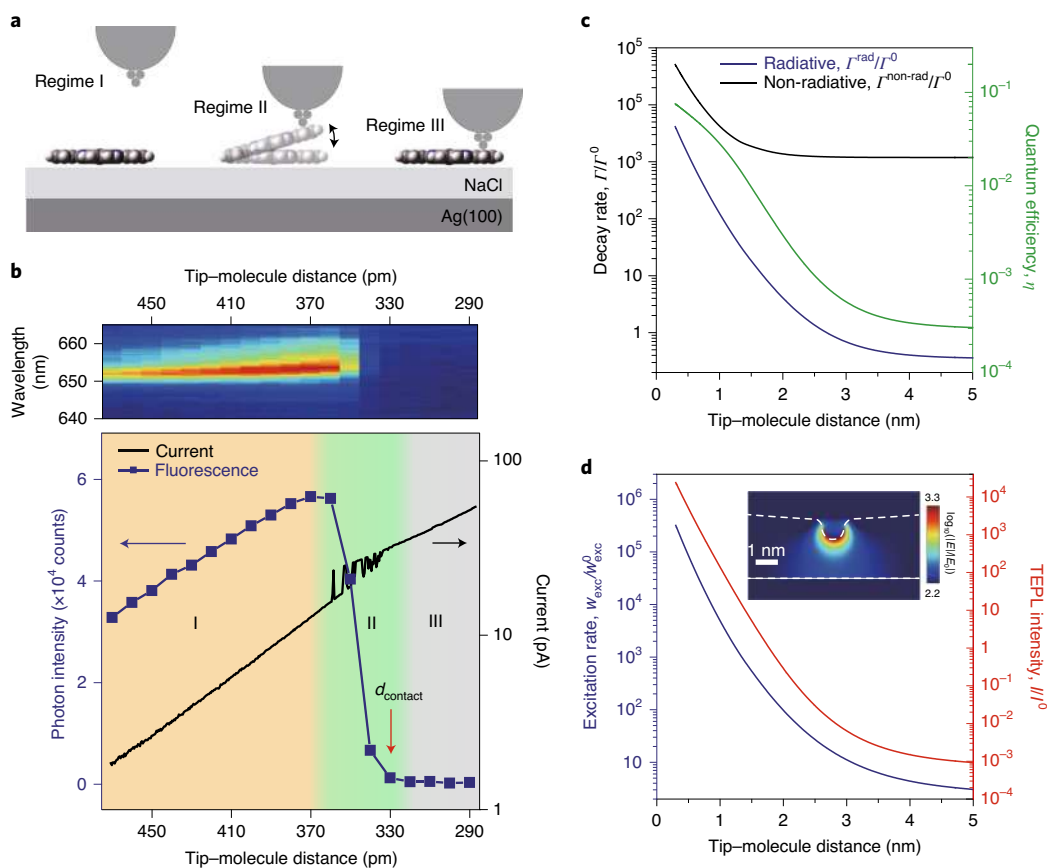 a
Regime I
Regime II
Regime III
NaCl
Ag(100)
b
Tip–molecule distance (pm)
450 410 370 330 290
Wavelength
(nm)
660
650
640
Current
Fluorescence
Photon intensity (×10⁴ counts)
6
4
2
0
I
II
III
d_contact
100
10
1
Current (pA)
450 410 370 330 290
Tip–molecule distance (pm)
c
Radiative, Γ^rad/Γ^0
Non-radiative, Γ^non-rad/Γ^0
Decay rate, Γ/Γ^0
10⁵
10⁵
10³
10²
10
1
10⁻¹
10⁻²
10⁻³
10⁻⁴
Quantum efficiency, η
0 1 2 3 4 5
Tip–molecule distance (nm)
d
Excitation rate, w_exc/w^0_exc
10⁶
10⁵
10⁴
10³
10²
10
1 nm
3.3
2.2
log₁₀(|E/E₀|)
10⁴
10³
10²
10
1
10⁻¹
10⁻²
10⁻³
10⁻⁴
TEPL intensity, I/I^0
0 1 2 3 4 5
Tip–molecule distance (nm)